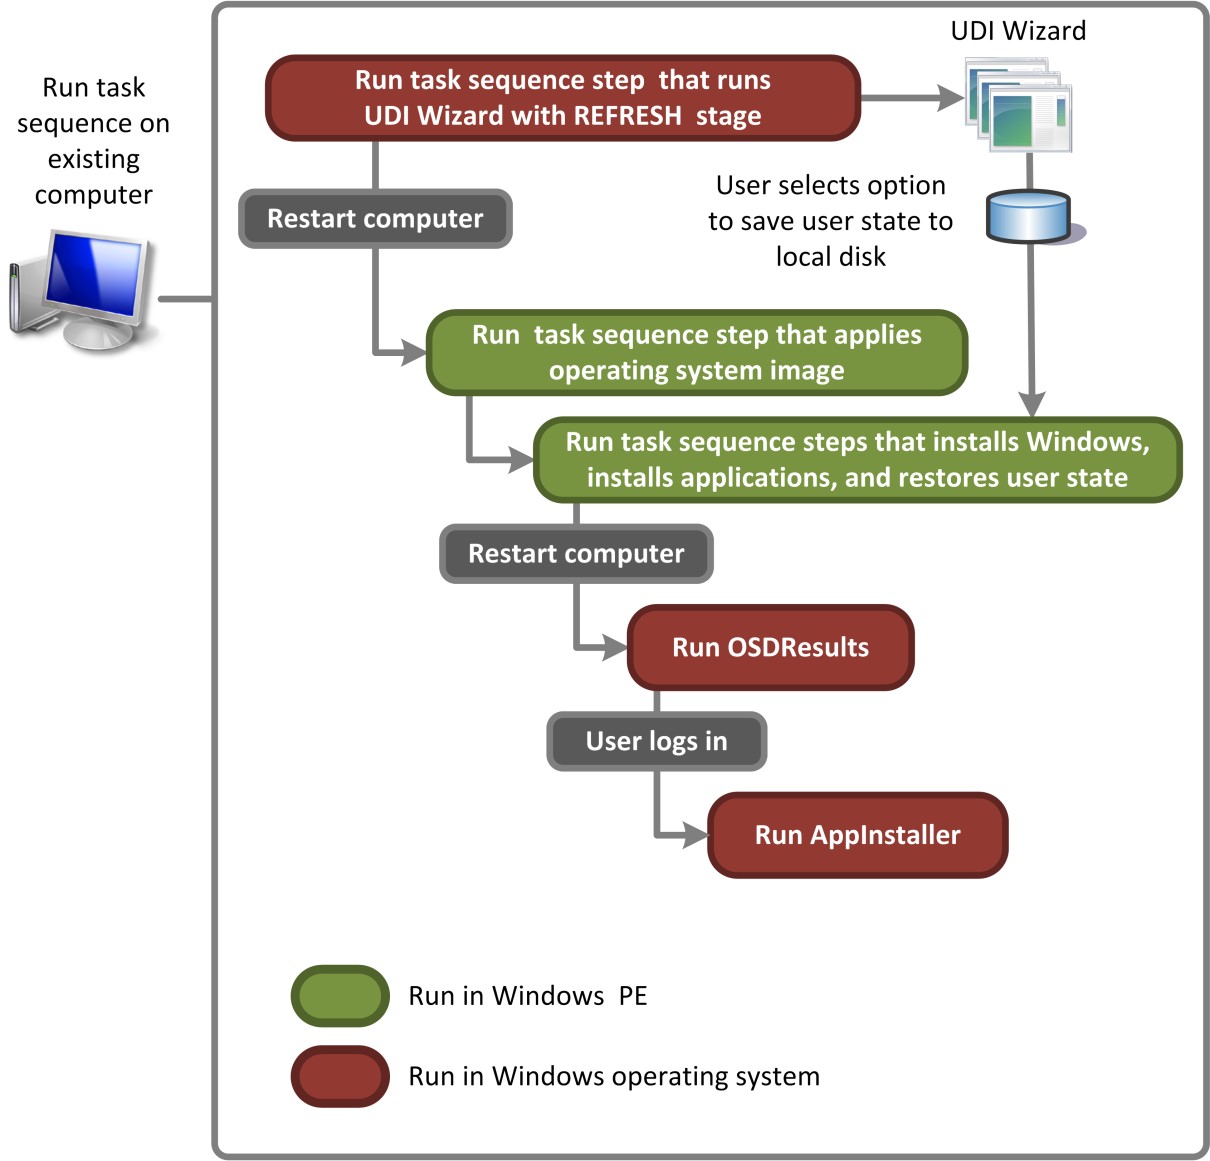 Run task
sequence on
existing
computer
UDI Wizard
Run task sequence step that runs
UDI Wizard with REFRESH stage
Restart computer
User selects option
to save user state to
local disk
Run task sequence step that applies
operating system image
Run task sequence steps that installs Windows,
installs applications, and restores user state
Restart computer
Run OSDResults
User logs in
Run AppInstaller
Run in Windows PE
Run in Windows operating system